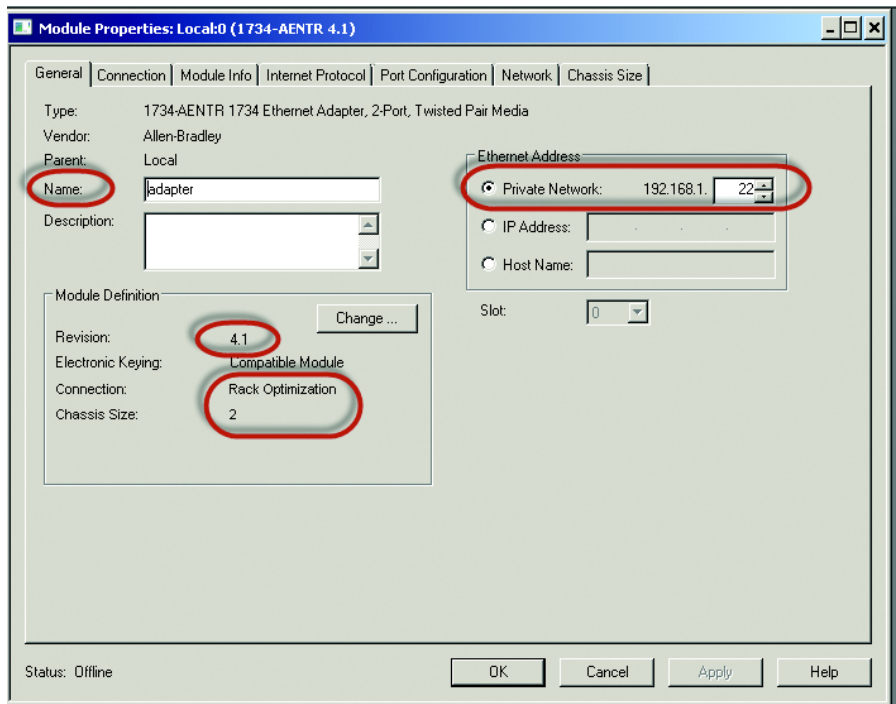 Module Properties: Local:0 (1734-AENTR 4.1)
General Connection Module Info Internet Protocol Port Configuration Network Chassis Size
Type: 1734-AENTR 1734 Ethernet Adapter, 2-Port, Twisted Pair Media
Vendor: Allen-Bradley
Parent: Local
Name: adapter
Description:
Ethernet Address
Private Network: 192.168.1. 22
IP Address:
Host Name:
Slot: 0
Module Definition
Change ...
Revision: 4.1
Electronic Keying: Compatible Module
Connection: Rack Optimization
Chassis Size: 2
Status: Offline
OK Cancel Apply Help